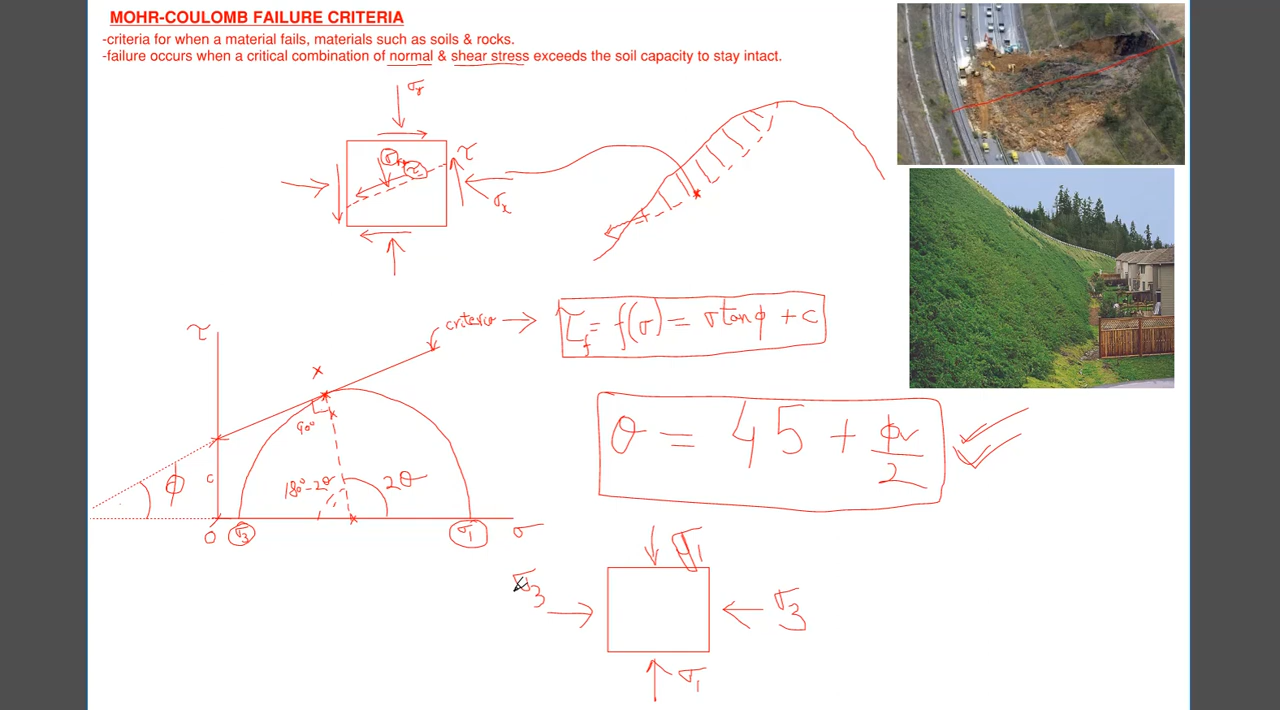 MOHR-COULOMB FAILURE CRITERIA
-criteria for when a material fails, materials such as soils & rocks.
-failure occurs when a critical combination of normal & shear stress exceeds the soil capacity to stay intact.
σy
τ
σn
τ
σx
τ
criteria → τf = f(σ) = σtanφ + c
x
90°
θ = 45 + φ/2
φ
c
180°-2θ
2θ
O
σ3
σ1
σ
σ1
σ3
σ3
σ1